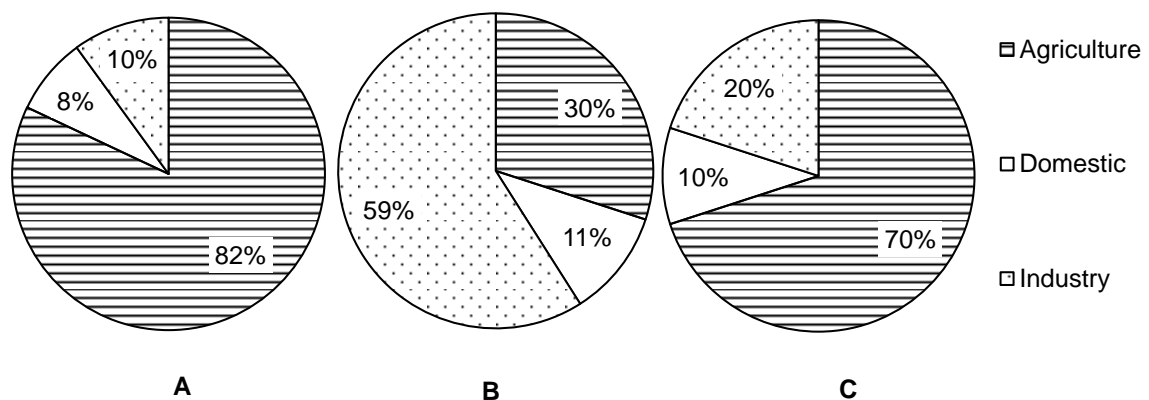 10%
8%
82%
A
30%
59%
11%
B
20%
10%
70%
C
Agriculture
Domestic
Industry